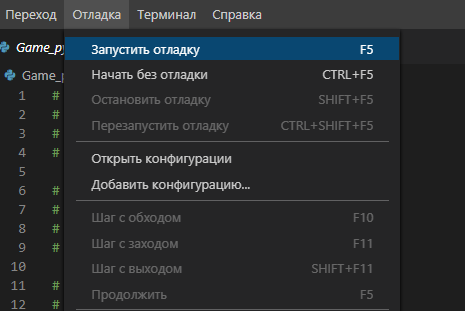 Переход Отладка Терминал Справка
Game_py
Запустить отладку F5
Game_p
Начать без отладки CTRL+F5
1 #
Остановить отладку SHIFT+F5
2 #
3 #
Перезапустить отладку CTRL+SHIFT+F5
4 #
Открыть конфигурации
5
Добавить конфигурацию...
6 #
7 #
Шаг с обходом F10
8 #
Шаг с заходом F11
9 #
Шаг с выходом SHIFT+F11
10
11 #
Продолжить F5
12 #